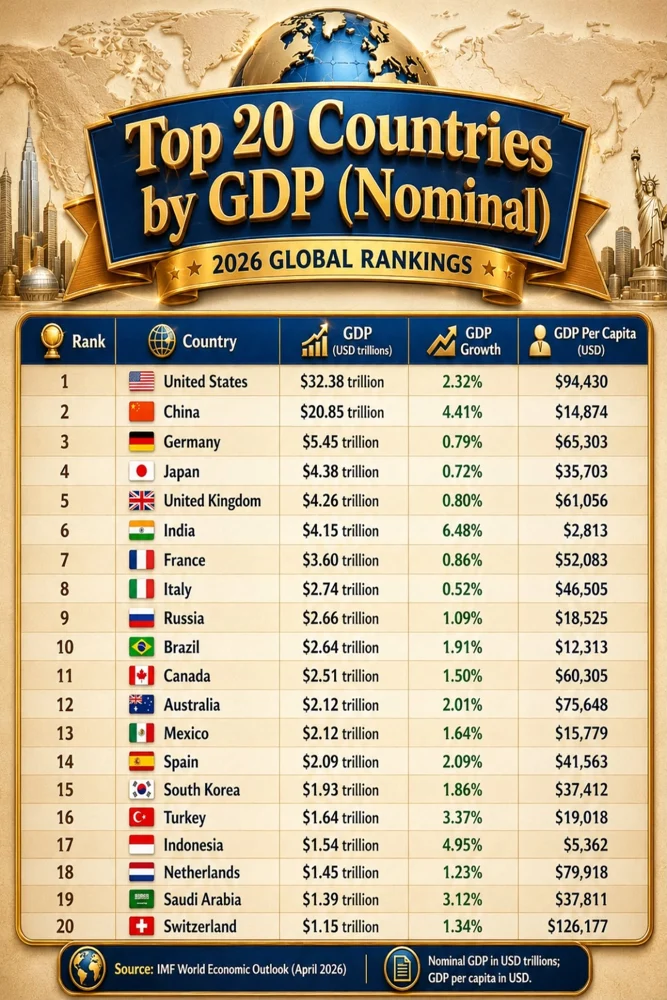 Top 20 Countries
by GDP (Nominal)
2026 GLOBAL RANKINGS
Rank Country GDP (USD trillions) GDP Growth GDP Per Capita (USD)
1 United States $32.38 trillion 2.32% $94,430
2 China $20.85 trillion 4.41% $14,874
3 Germany $5.45 trillion 0.79% $65,303
4 Japan $4.38 trillion 0.72% $35,703
5 United Kingdom $4.26 trillion 0.80% $61,056
6 India $4.15 trillion 6.48% $2,813
7 France $3.60 trillion 0.86% $52,083
8 Italy $2.74 trillion 0.52% $46,505
9 Russia $2.66 trillion 1.09% $18,525
10 Brazil $2.64 trillion 1.91% $12,313
11 Canada $2.51 trillion 1.50% $60,305
12 Australia $2.12 trillion 2.01% $75,648
13 Mexico $2.12 trillion 1.64% $15,779
14 Spain $2.09 trillion 2.09% $41,563
15 South Korea $1.93 trillion 1.86% $37,412
16 Turkey $1.64 trillion 3.37% $19,018
17 Indonesia $1.54 trillion 4.95% $5,362
18 Netherlands $1.45 trillion 1.23% $79,918
19 Saudi Arabia $1.39 trillion 3.12% $37,811
20 Switzerland $1.15 trillion 1.34% $126,177
Source: IMF World Economic Outlook (April 2026)
Nominal GDP in USD trillions;
GDP per capita in USD.